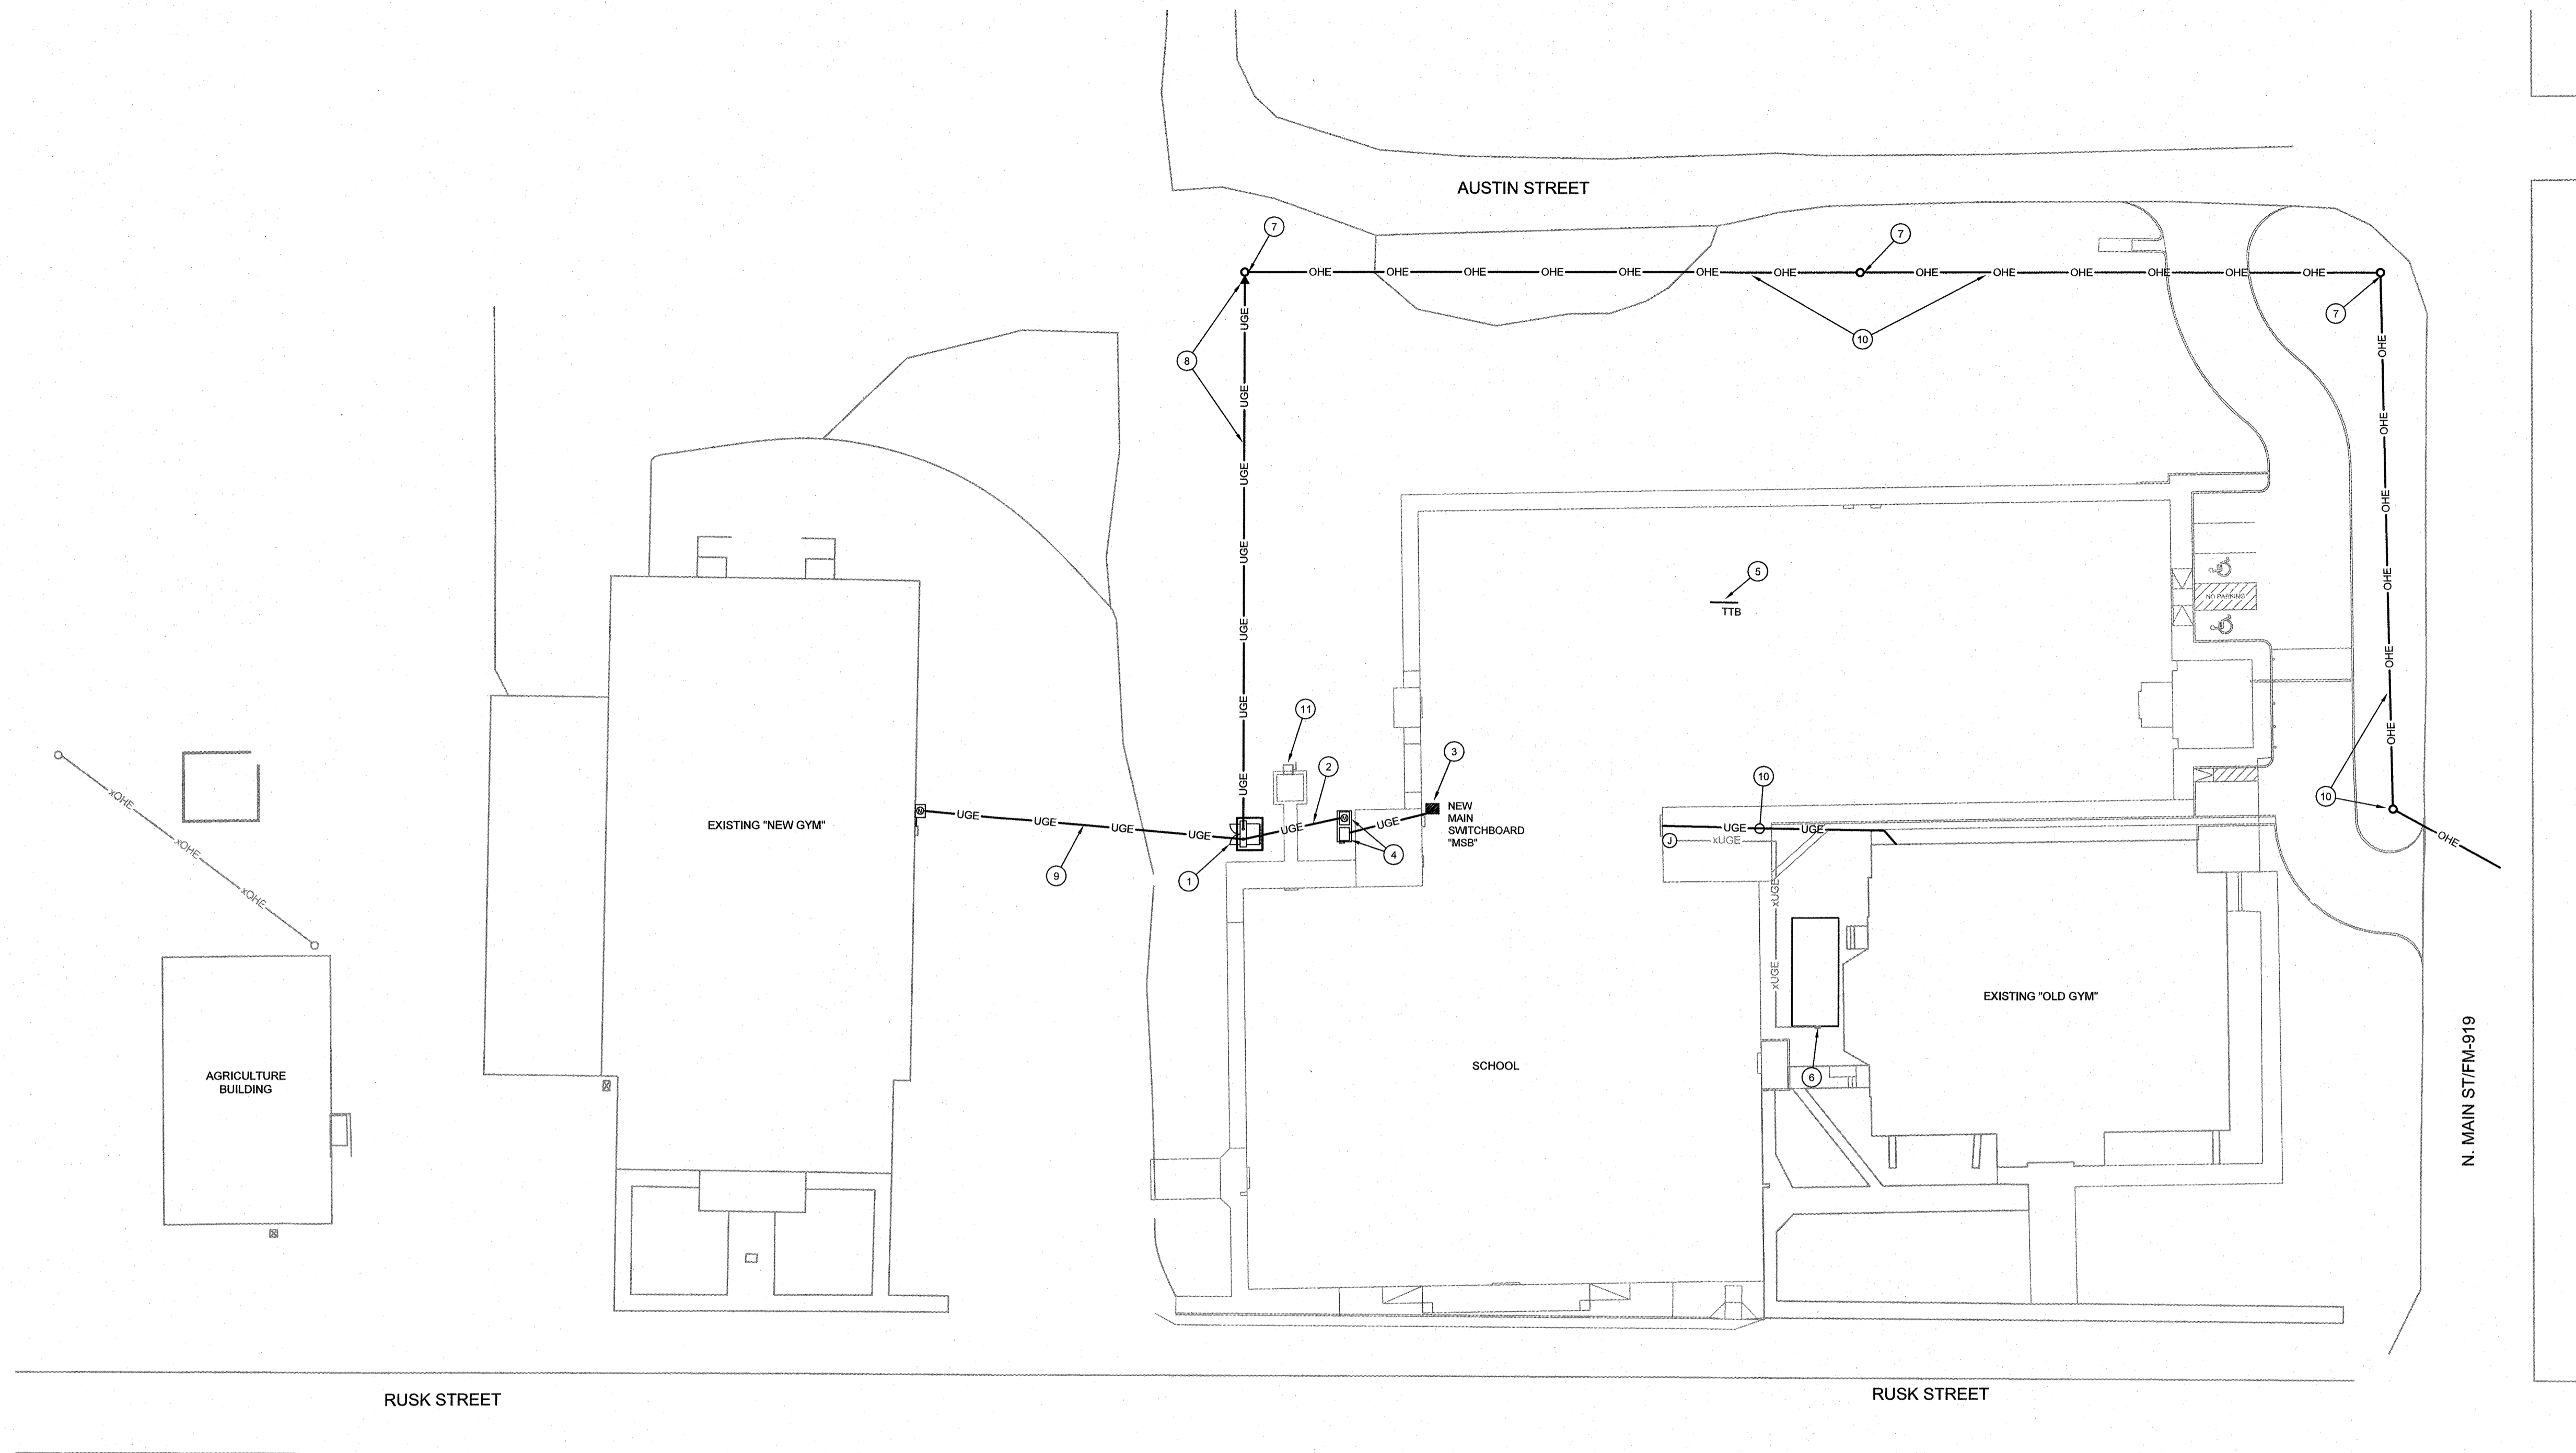 AUSTIN STREET
7
7
OHE OHE OHE OHE OHE OHE OHE OHE OHE OHE OHE OHE OHE
7
10
8
UGE
UGE
UGE
UGE
UGE
UGE
UGE
OHE
OHE
OHE
OHE
OHE
OHE
5
TTB
NO PARKING
11
3
2
10
10
NEW
MAIN
SWITCHBOARD
"MSB"
xOHE
xOHE
xOHE
EXISTING "NEW GYM"
M
UGE UGE UGE UGE
UGE
M
UGE
UGE UGE
J
xUGE
OHE
9
1
4
xUGE
xUGE
6
EXISTING "OLD GYM"
SCHOOL
AGRICULTURE
BUILDING
N. MAIN ST/FM-919
RUSK STREET
RUSK STREET